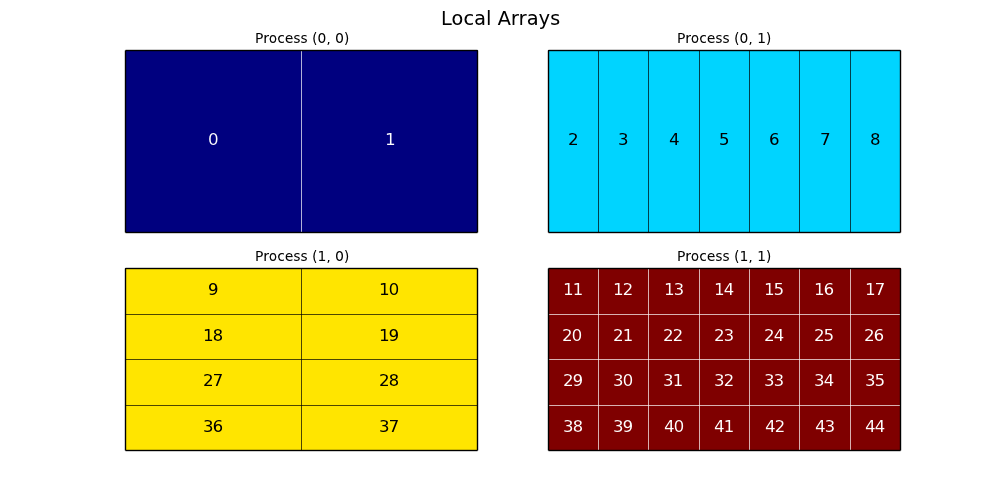 Local Arrays
Process (0, 0)
0 1
Process (0, 1)
2 3 4 5 6 7 8
Process (1, 0)
9 10
18 19
27 28
36 37
Process (1, 1)
11 12 13 14 15 16 17
20 21 22 23 24 25 26
29 30 31 32 33 34 35
38 39 40 41 42 43 44